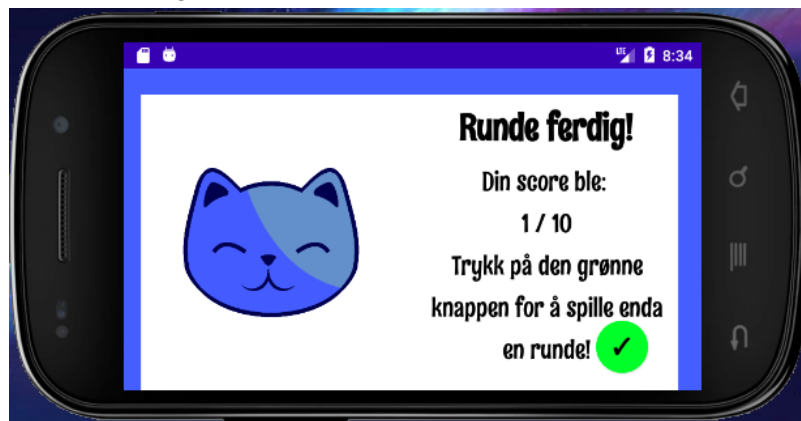 LTE 8:34
Runde ferdig!
Din score ble:
1 / 10
Trykk på den grønne
knappen for å spille enda
en runde! ✓